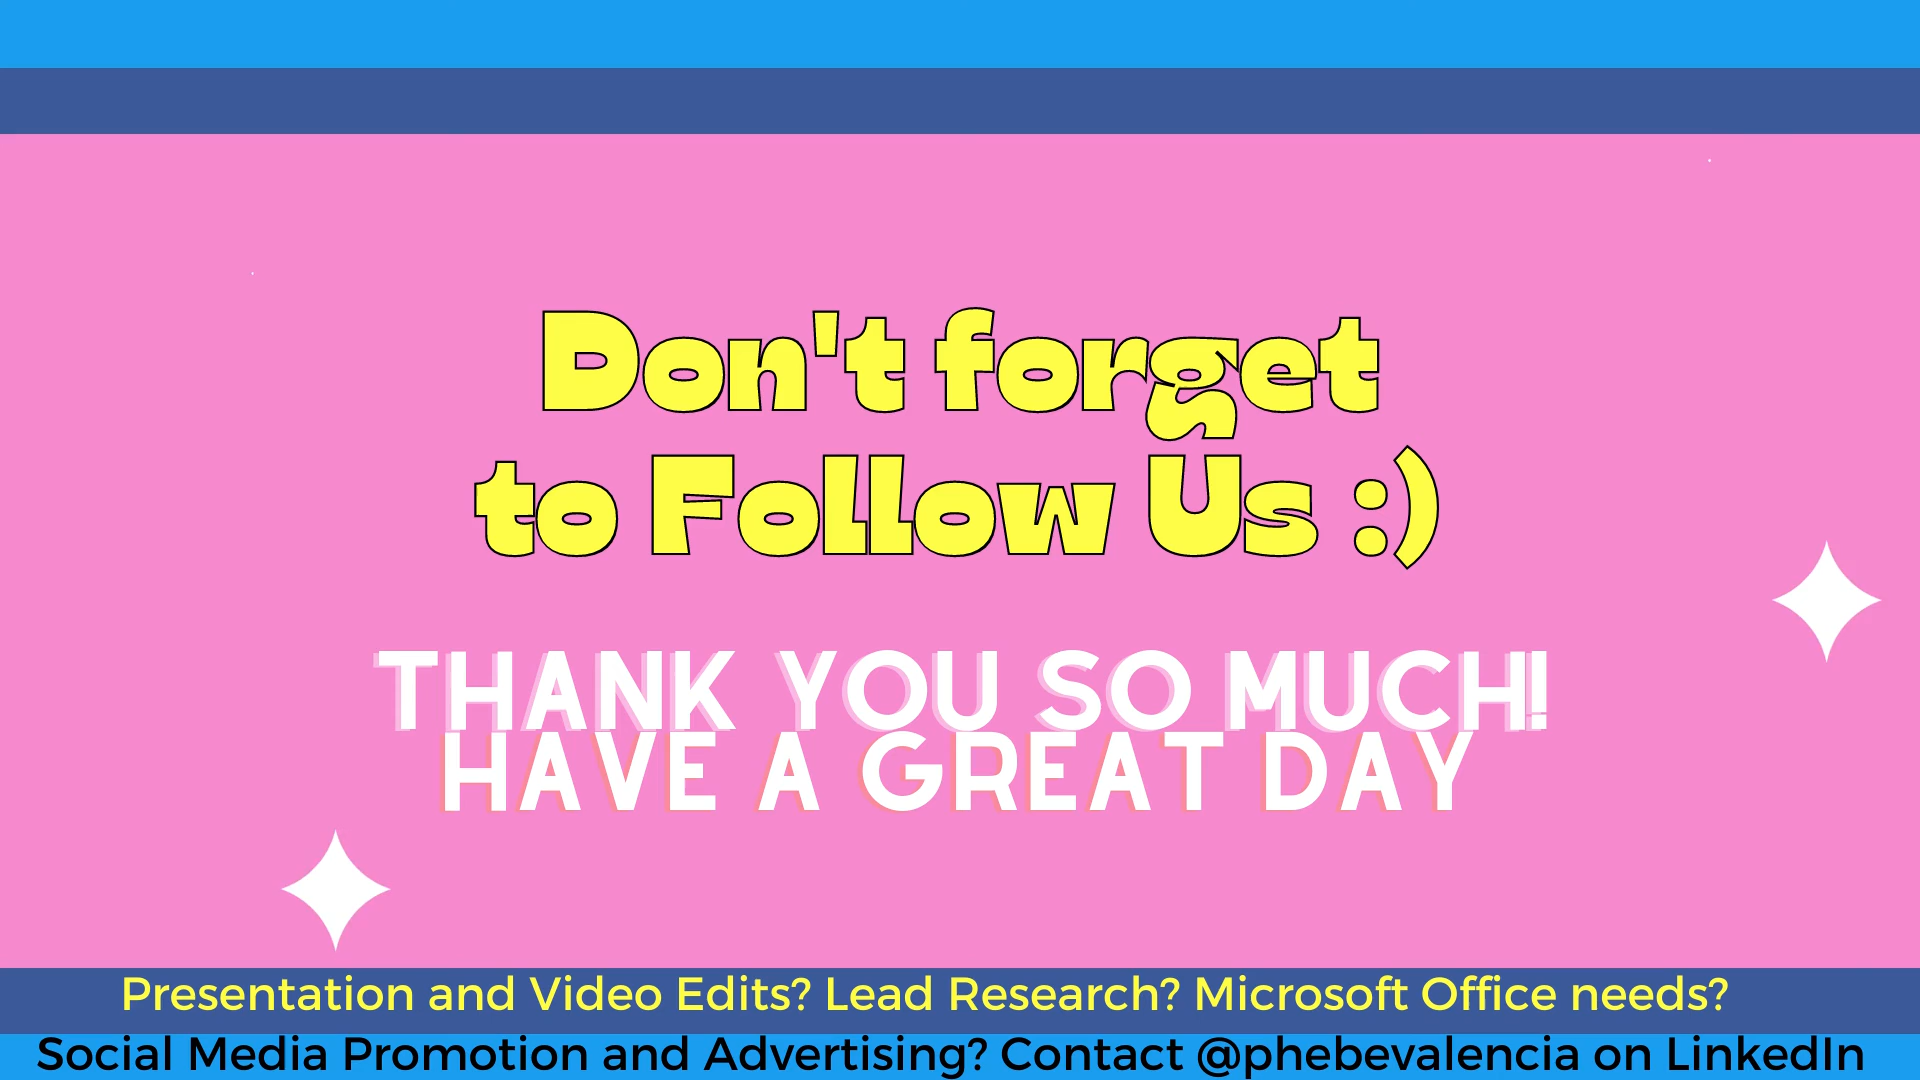 Don't forget
to Follow Us :)
THANK YOU SO MUCH!
HAVE A GREAT DAY
Presentation and Video Edits? Lead Research? Microsoft Office needs?
Social Media Promotion and Advertising? Contact @phebevalencia on LinkedIn